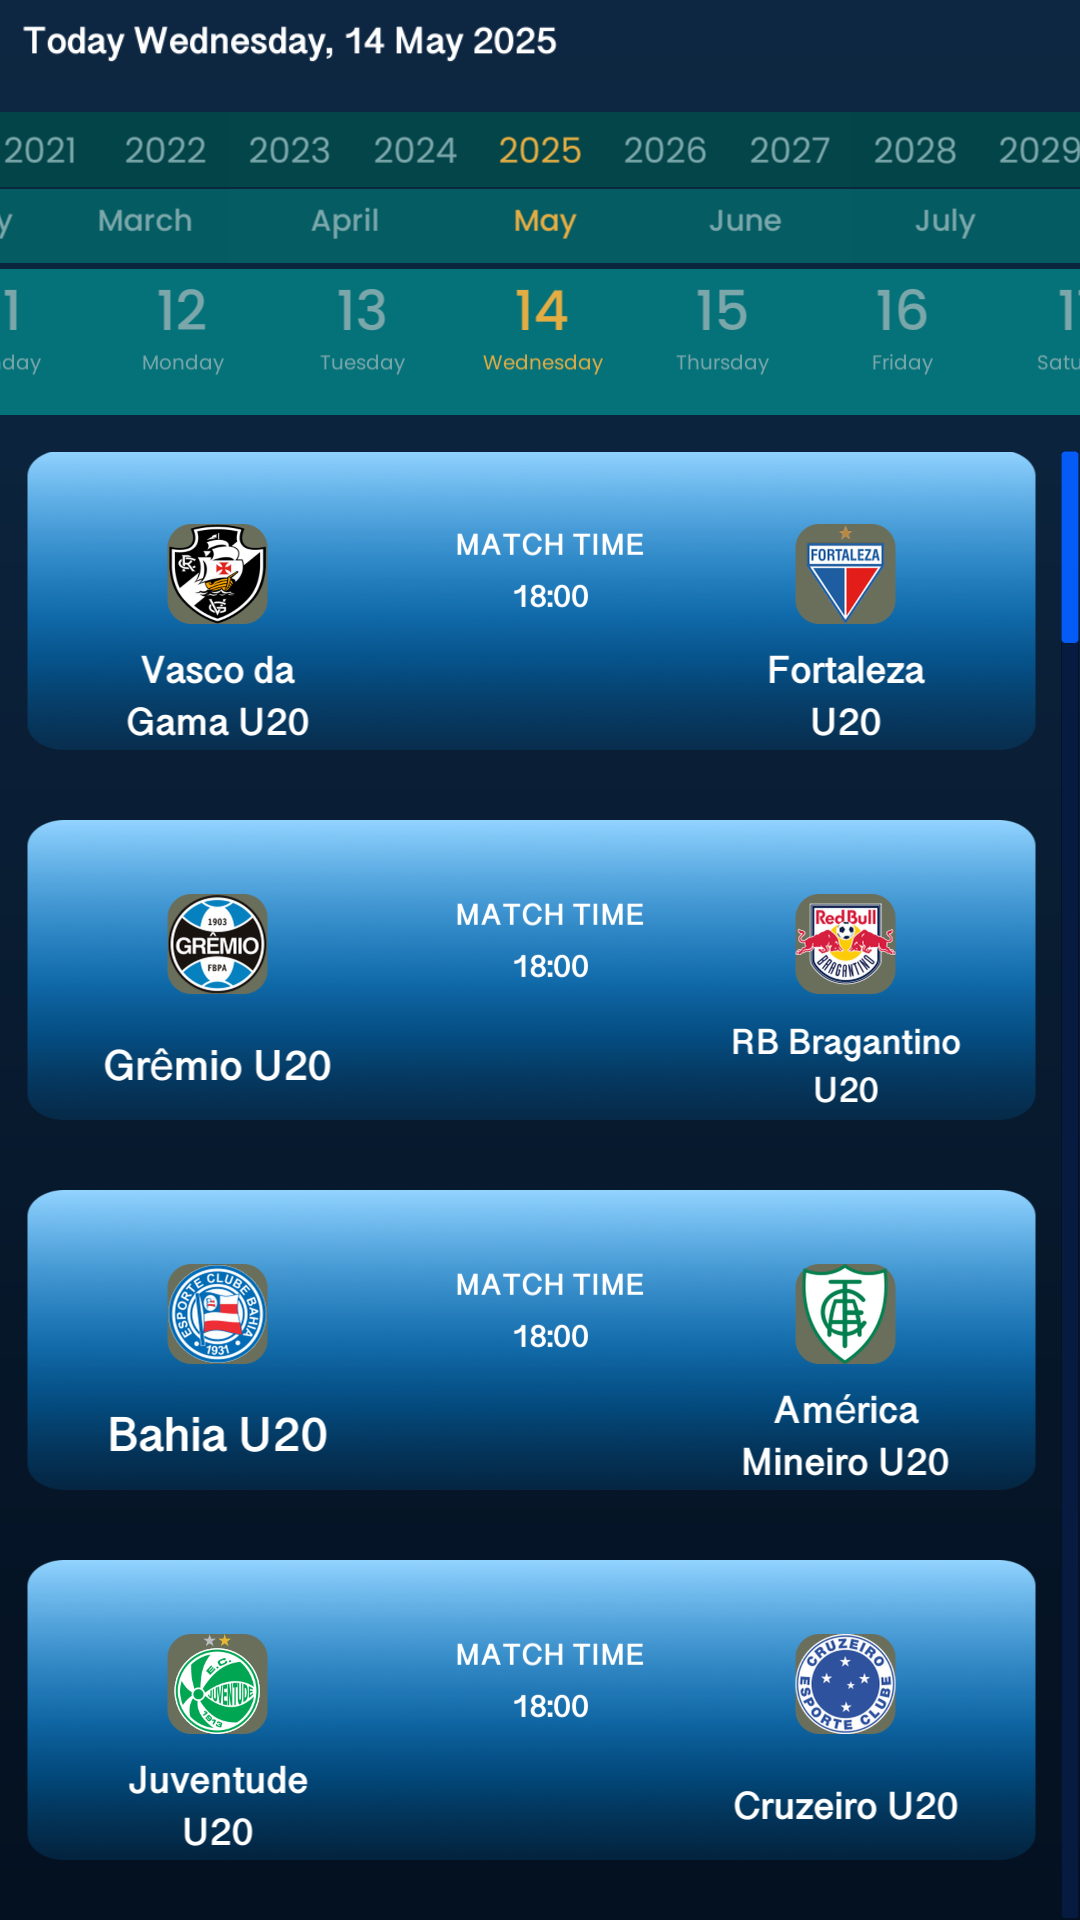 Today Wednesday, 14 May 2025
2021 2022 2023 2024 2025 2026 2027 2028 2029
March April May June July
12 13 14 15 16
Monday Tuesday Wednesday Thursday Friday
MATCH TIME
18:00
FORTALEZA
Vasco da
Gama U20
Fortaleza
U20
MATCH TIME
18:00
1903
GRÊMIO
FBPA
Red Bull
BRAGANTINO
Grêmio U20
RB Bragantino
U20
MATCH TIME
18:00
ESPORTE CLUBE BAHIA
1931
Bahia U20
América
Mineiro U20
MATCH TIME
18:00
E.C.
JUVENTUDE
1913
CRUZEIRO
ESPORTE CLUBE
Juventude
U20
Cruzeiro U20